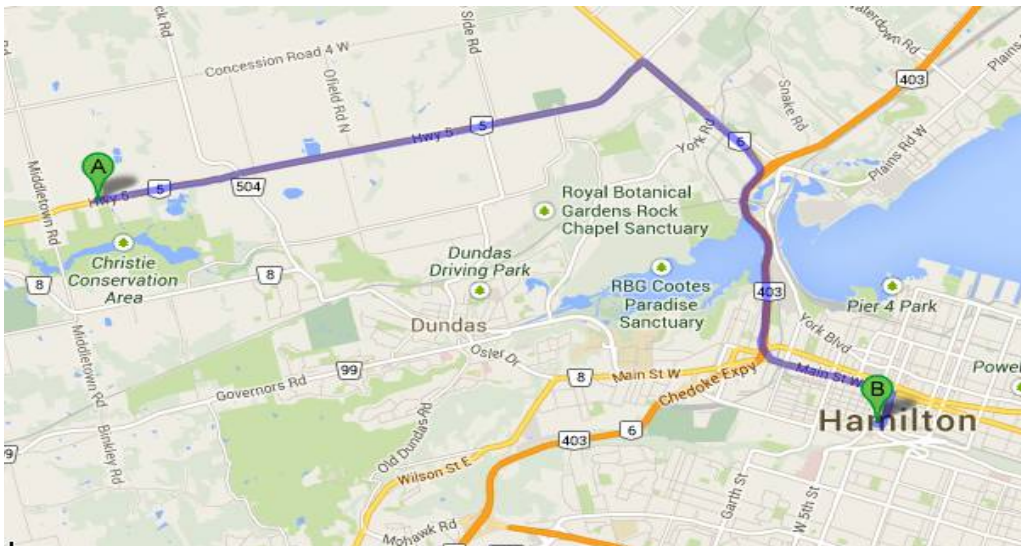 Side Rd
Concession Road 4 W
Ofield Rd N
403
Plains Rd
Snake Rd
Hwy 5
5
York Rd
6
Plains Rd W
A
Middletown Rd
Hwy 5
5
504
Royal Botanical
Gardens Rock
Chapel Sanctuary
Christie
Conservation
Area
8
8
Dundas
Driving Park
RBG Cootes
Paradise
Sanctuary
403
Pier 4 Park
Dundas
York Blvd
Middletown Rd
Osler Dr
99
Governors Rd
8
Main St W
Chedoke Expy
Main St W
B
Hamilton
Binkley Rd
Old Dundas Rd
403
6
Wilson St E
Garth St
W 5th St
Mohawk Rd